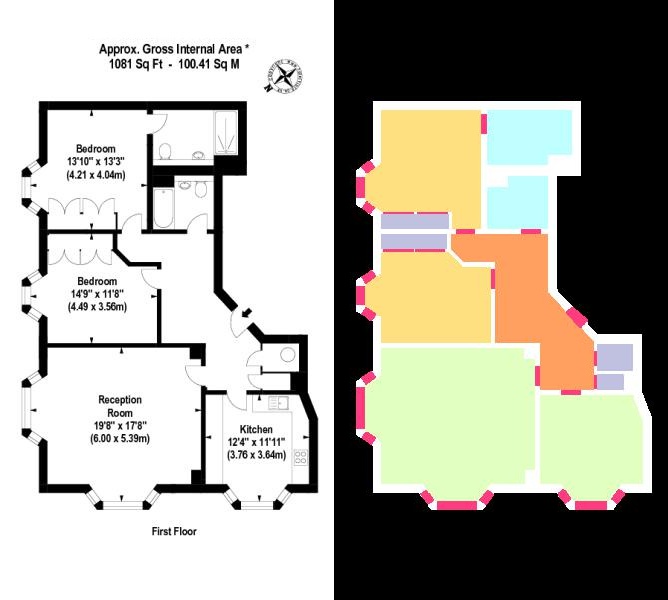 Approx. Gross Internal Area *
1081 Sq Ft - 100.41 Sq M
N
Bedroom
13'10" x 13'3"
(4.21 x 4.04m)
Bedroom
14'9" x 11'8"
(4.49 x 3.56m)
Reception
Room
19'8" x 17'8"
(6.00 x 5.39m)
Kitchen
12'4" x 11'11"
(3.76 x 3.64m)
First Floor